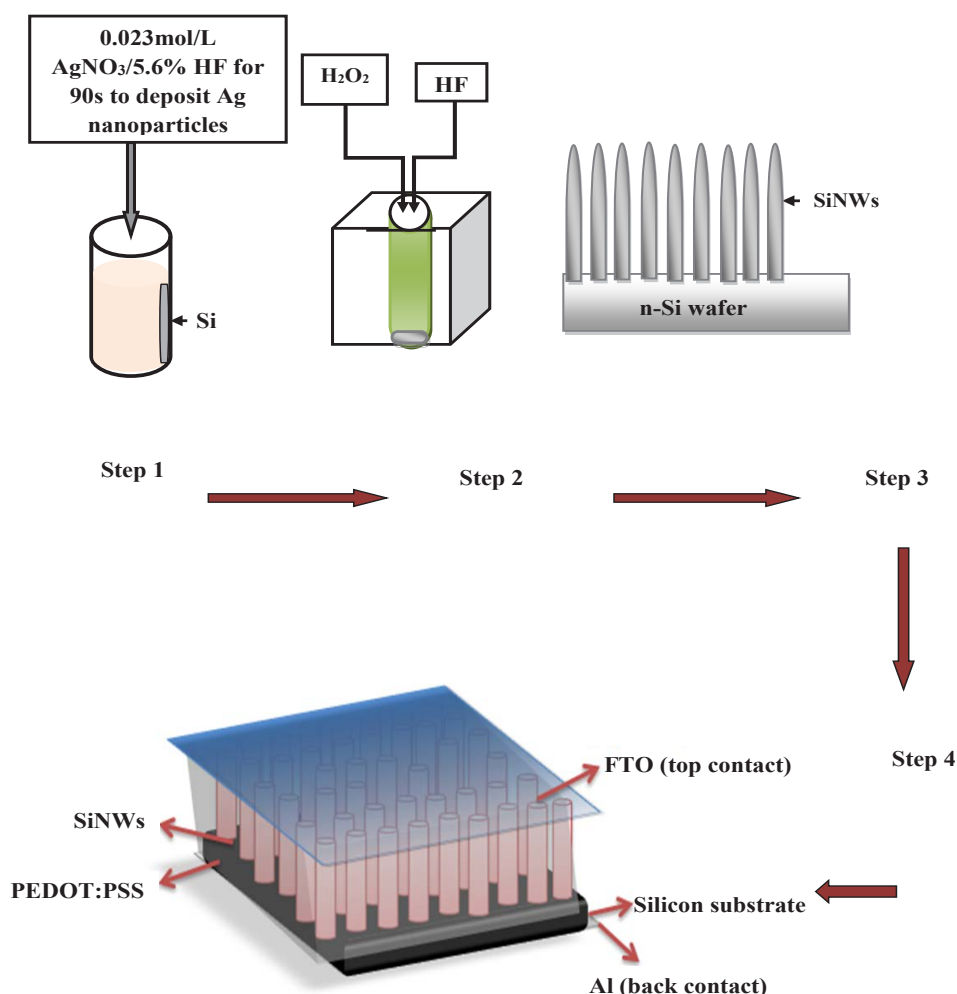 0.023mol/L
AgNO₃/5.6% HF for
90s to deposit Ag
nanoparticles
H₂O₂
HF
Si
SiNWs
n-Si wafer
Step 1
Step 2
Step 3
Step 4
FTO (top contact)
SiNWs
PEDOT:PSS
Silicon substrate
Al (back contact)